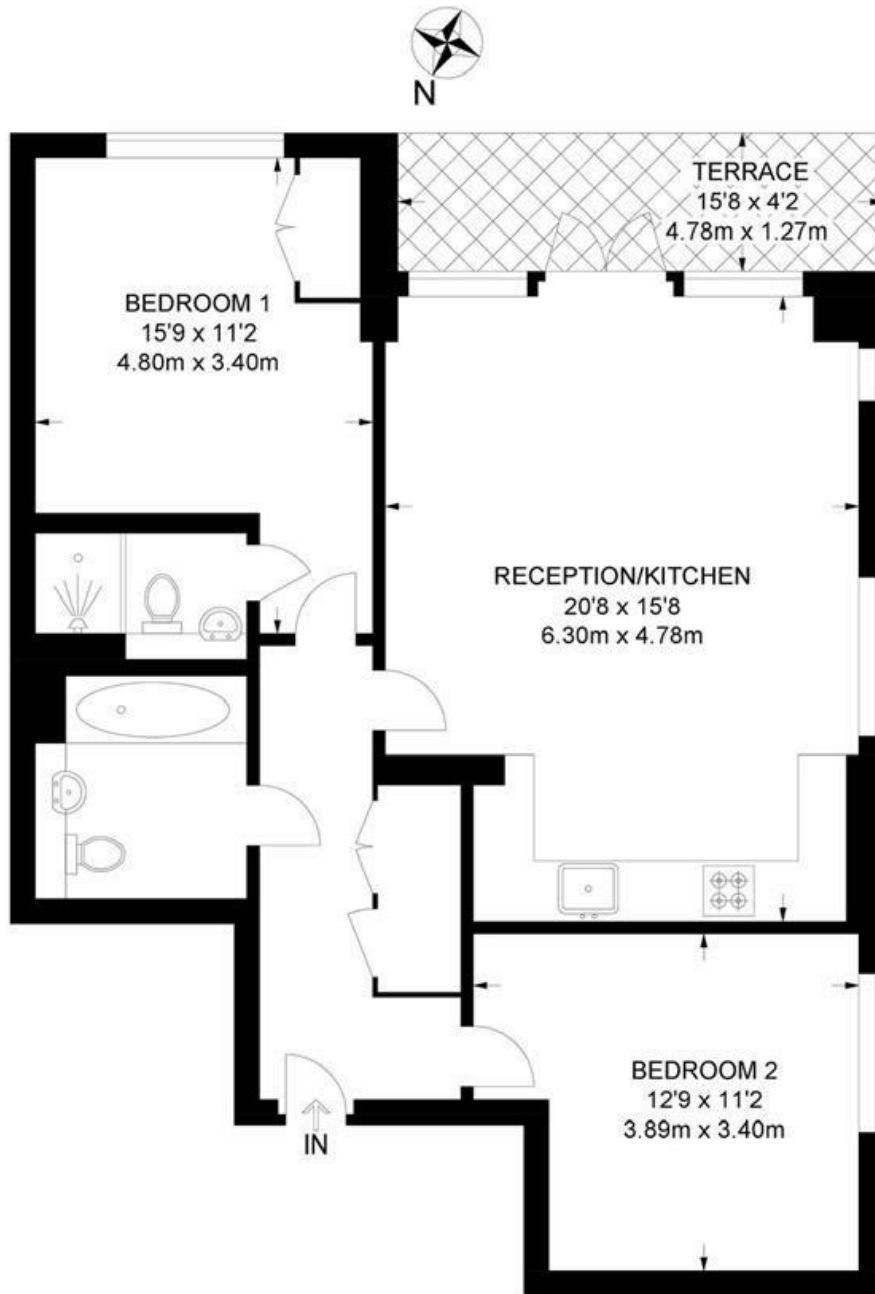 N
TERRACE
15'8 x 4'2
4.78m x 1.27m
BEDROOM 1
15'9 x 11'2
4.80m x 3.40m
RECEPTION/KITCHEN
20'8 x 15'8
6.30m x 4.78m
BEDROOM 2
12'9 x 11'2
3.89m x 3.40m
IN